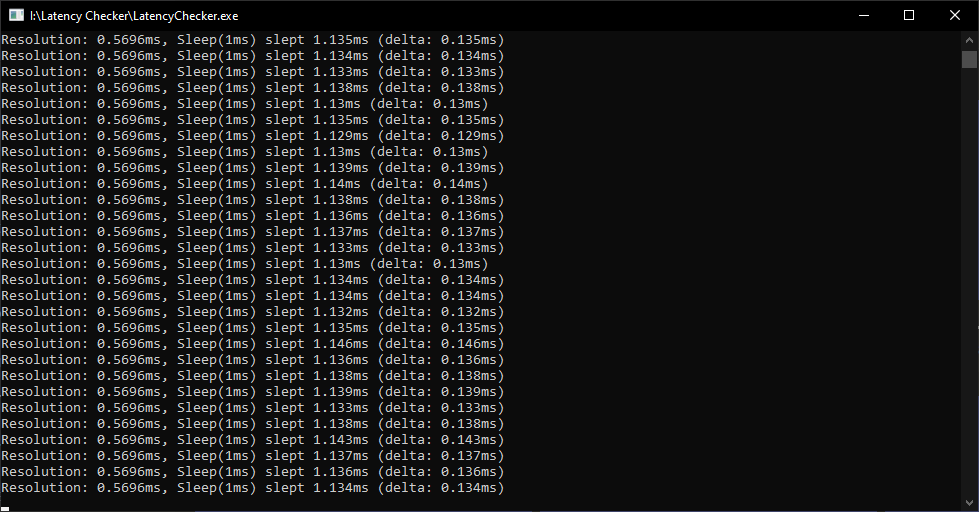 I:\Latency Checker\LatencyChecker.exe
Resolution: 0.5696ms, Sleep(1ms) slept 1.135ms (delta: 0.135ms)
Resolution: 0.5696ms, Sleep(1ms) slept 1.134ms (delta: 0.134ms)
Resolution: 0.5696ms, Sleep(1ms) slept 1.133ms (delta: 0.133ms)
Resolution: 0.5696ms, Sleep(1ms) slept 1.138ms (delta: 0.138ms)
Resolution: 0.5696ms, Sleep(1ms) slept 1.13ms (delta: 0.13ms)
Resolution: 0.5696ms, Sleep(1ms) slept 1.135ms (delta: 0.135ms)
Resolution: 0.5696ms, Sleep(1ms) slept 1.129ms (delta: 0.129ms)
Resolution: 0.5696ms, Sleep(1ms) slept 1.13ms (delta: 0.13ms)
Resolution: 0.5696ms, Sleep(1ms) slept 1.139ms (delta: 0.139ms)
Resolution: 0.5696ms, Sleep(1ms) slept 1.14ms (delta: 0.14ms)
Resolution: 0.5696ms, Sleep(1ms) slept 1.138ms (delta: 0.138ms)
Resolution: 0.5696ms, Sleep(1ms) slept 1.136ms (delta: 0.136ms)
Resolution: 0.5696ms, Sleep(1ms) slept 1.137ms (delta: 0.137ms)
Resolution: 0.5696ms, Sleep(1ms) slept 1.133ms (delta: 0.133ms)
Resolution: 0.5696ms, Sleep(1ms) slept 1.13ms (delta: 0.13ms)
Resolution: 0.5696ms, Sleep(1ms) slept 1.134ms (delta: 0.134ms)
Resolution: 0.5696ms, Sleep(1ms) slept 1.134ms (delta: 0.134ms)
Resolution: 0.5696ms, Sleep(1ms) slept 1.132ms (delta: 0.132ms)
Resolution: 0.5696ms, Sleep(1ms) slept 1.135ms (delta: 0.135ms)
Resolution: 0.5696ms, Sleep(1ms) slept 1.146ms (delta: 0.146ms)
Resolution: 0.5696ms, Sleep(1ms) slept 1.136ms (delta: 0.136ms)
Resolution: 0.5696ms, Sleep(1ms) slept 1.138ms (delta: 0.138ms)
Resolution: 0.5696ms, Sleep(1ms) slept 1.139ms (delta: 0.139ms)
Resolution: 0.5696ms, Sleep(1ms) slept 1.133ms (delta: 0.133ms)
Resolution: 0.5696ms, Sleep(1ms) slept 1.138ms (delta: 0.138ms)
Resolution: 0.5696ms, Sleep(1ms) slept 1.143ms (delta: 0.143ms)
Resolution: 0.5696ms, Sleep(1ms) slept 1.137ms (delta: 0.137ms)
Resolution: 0.5696ms, Sleep(1ms) slept 1.136ms (delta: 0.136ms)
Resolution: 0.5696ms, Sleep(1ms) slept 1.134ms (delta: 0.134ms)